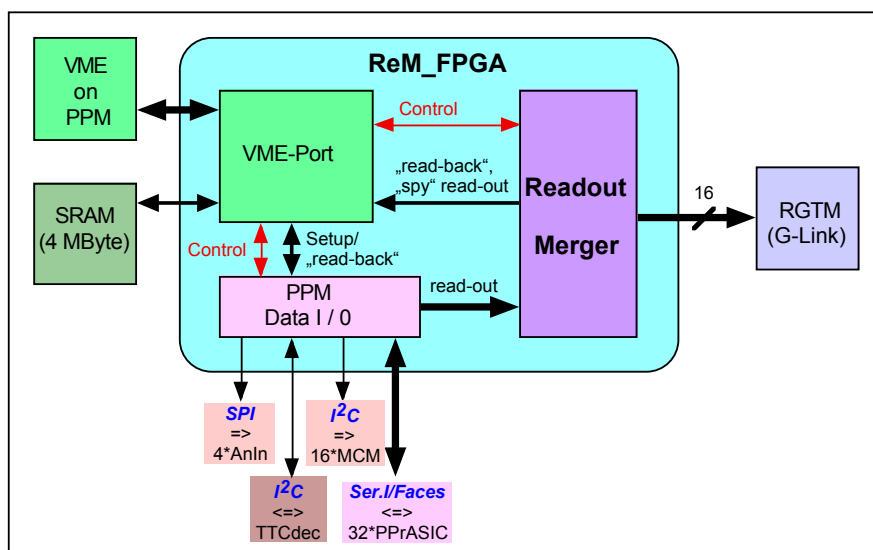 ReM_FPGA
VME
on
PPM
VME-Port
Control
„read-back“,
„spy“ read-out
Readout
Merger
16
RGTM
(G-Link)
SRAM
(4 MByte)
Control
Setup/
„read-back“
PPM
Data I / 0
read-out
SPI
=>
4*AnIn
I2C
=>
16*MCM
I2C
<=>
TTCdec
Ser.I/Faces
<=>
32*PPrASIC